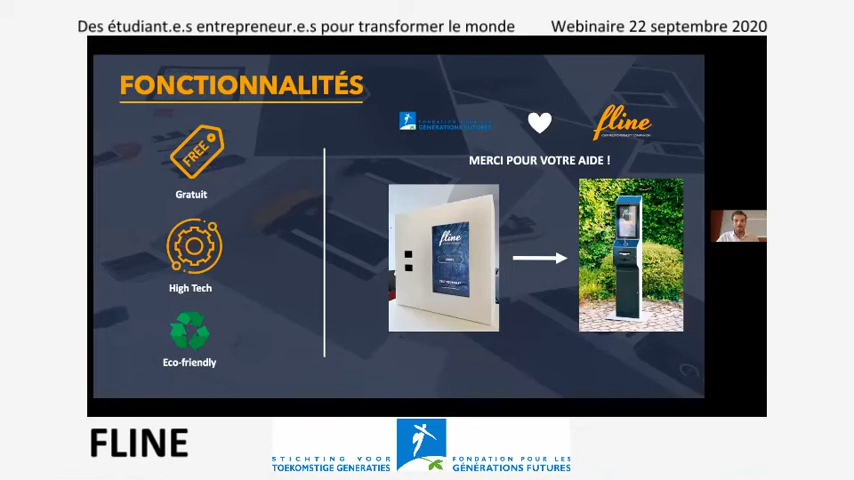 Des étudiant.e.s entrepreneur.e.s pour transformer le monde
Webinaire 22 septembre 2020
FONCTIONNALITÉS
FREE
Gratuit
High Tech
Eco-friendly
FONDATION POUR LES
GÉNÉRATIONS FUTURES
fline
MERCI POUR VOTRE AIDE !
fline
FLINE
STICHTING VOOR
TOEKOMSTIGE GENERATIES
FONDATION POUR LES
GÉNÉRATIONS FUTURES